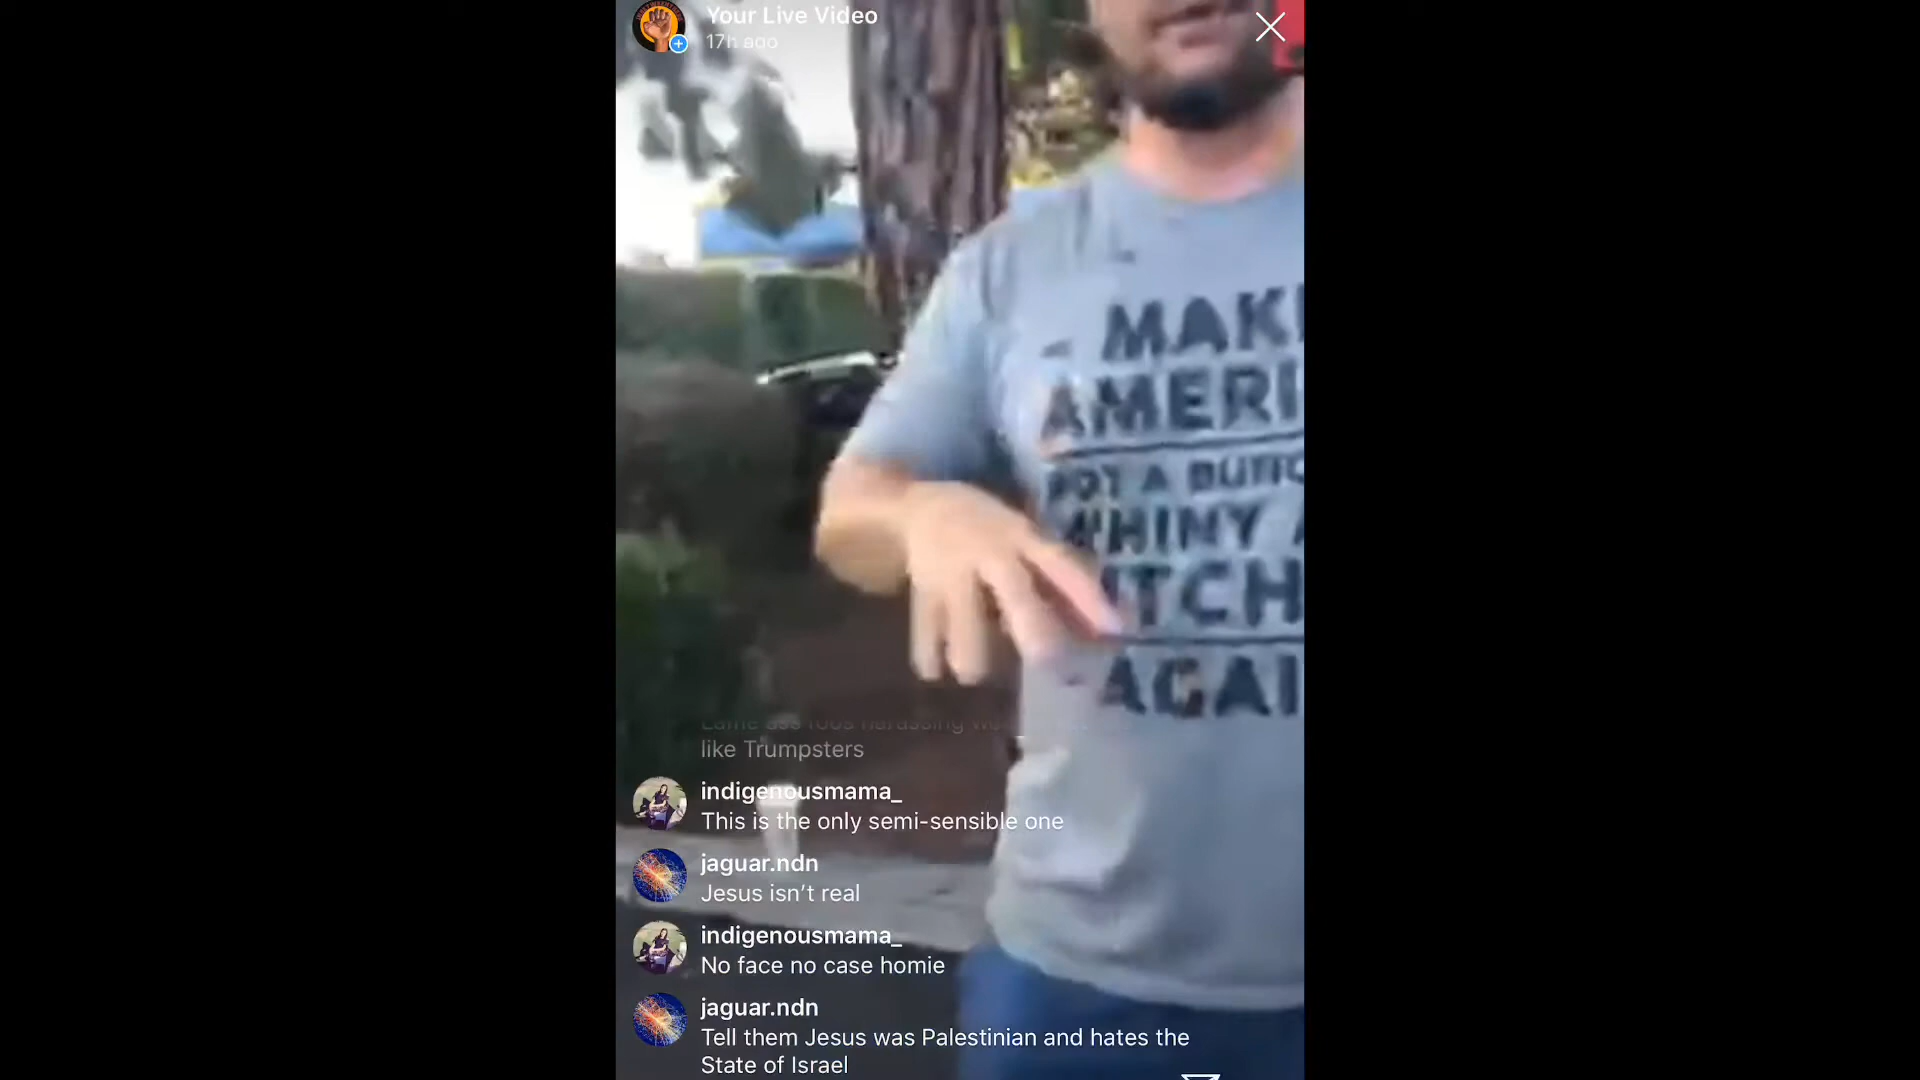 Your Live Video
17h ago
MAK
AMERI
NOT A BUNC
WHINY A
ITCH
AGAI
like Trumpsters
indigenousmama_
This is the only semi-sensible one
jaguar.ndn
Jesus isn’t real
indigenousmama_
No face no case homie
jaguar.ndn
Tell them Jesus was Palestinian and hates the
State of Israel